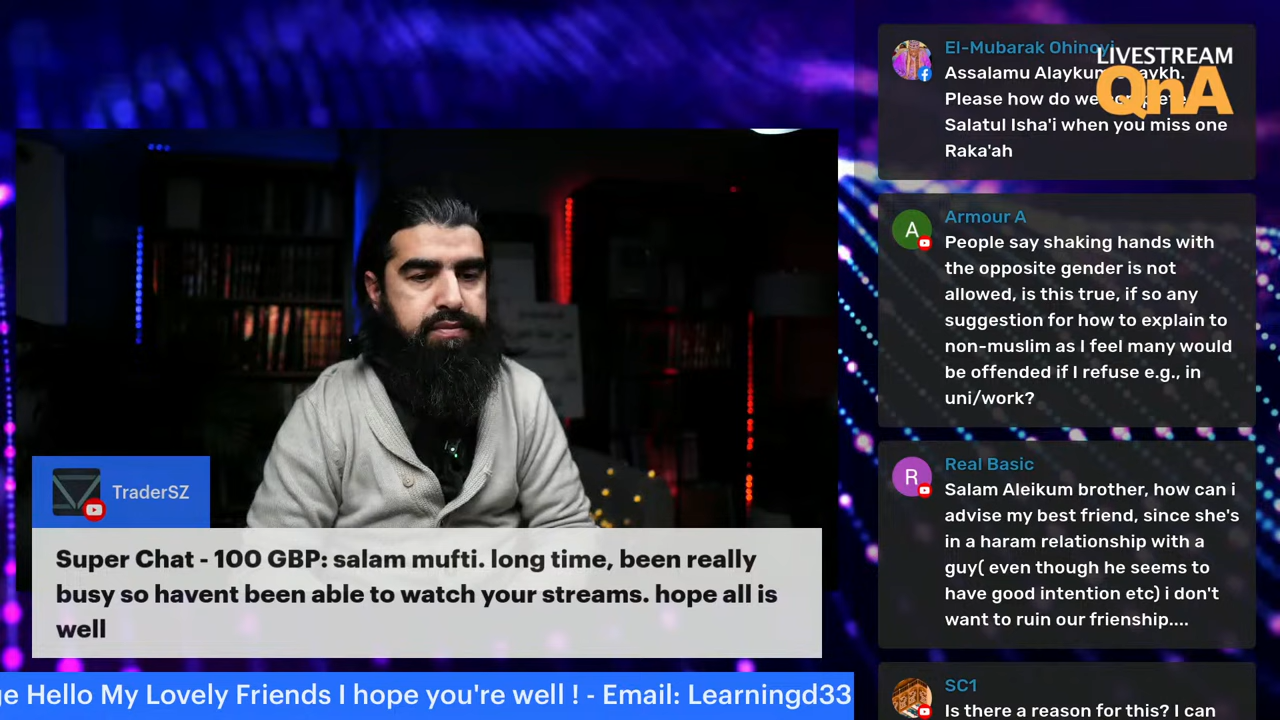 TraderSZ
Super Chat - 100 GBP: salam mufti. long time, been really
busy so havent been able to watch your streams. hope all is
well
ge Hello My Lovely Friends I hope you're well ! - Email: Learningd33
LIVESTREAM
QnA
El-Mubarak Ohinoyi
Assalamu Alaykum
Please how do we
Salatul Isha'i when you miss one
Raka'ah
A
Armour A
People say shaking hands with
the opposite gender is not
allowed, is this true, if so any
suggestion for how to explain to
non-muslim as I feel many would
be offended if I refuse e.g., in
uni/work?
R
Real Basic
Salam Aleikum brother, how can i
advise my best friend, since she's
in a haram relationship with a
guy( even though he seems to
have good intention etc) i don't
want to ruin our frienship....
SC1
Is there a reason for this? I can